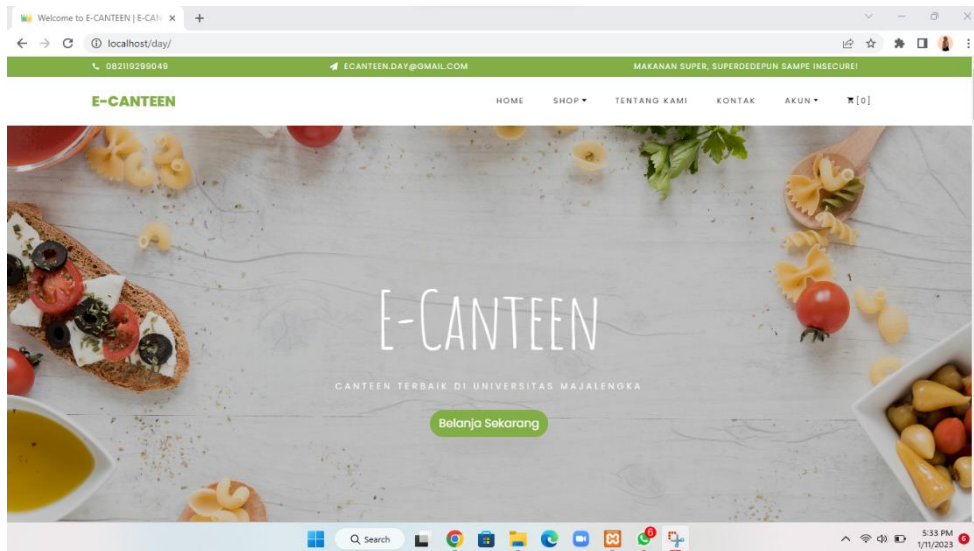 Welcome to E-CANTEEN | E-CAN
localhost/day/
082119299049 ECANTEEN.DAY@GMAIL.COM MAKANAN SUPER, SUPERDEDEPUN SAMPE INSECURE!
E-CANTEEN HOME SHOP TENTANG KAMI KONTAK AKUN [0]
E-CANTEEN
CANTEEN TERBAIK DI UNIVERSITAS MAJALENGKA
Belanja Sekarang
Search 6 5:33 PM 6
1/11/2023